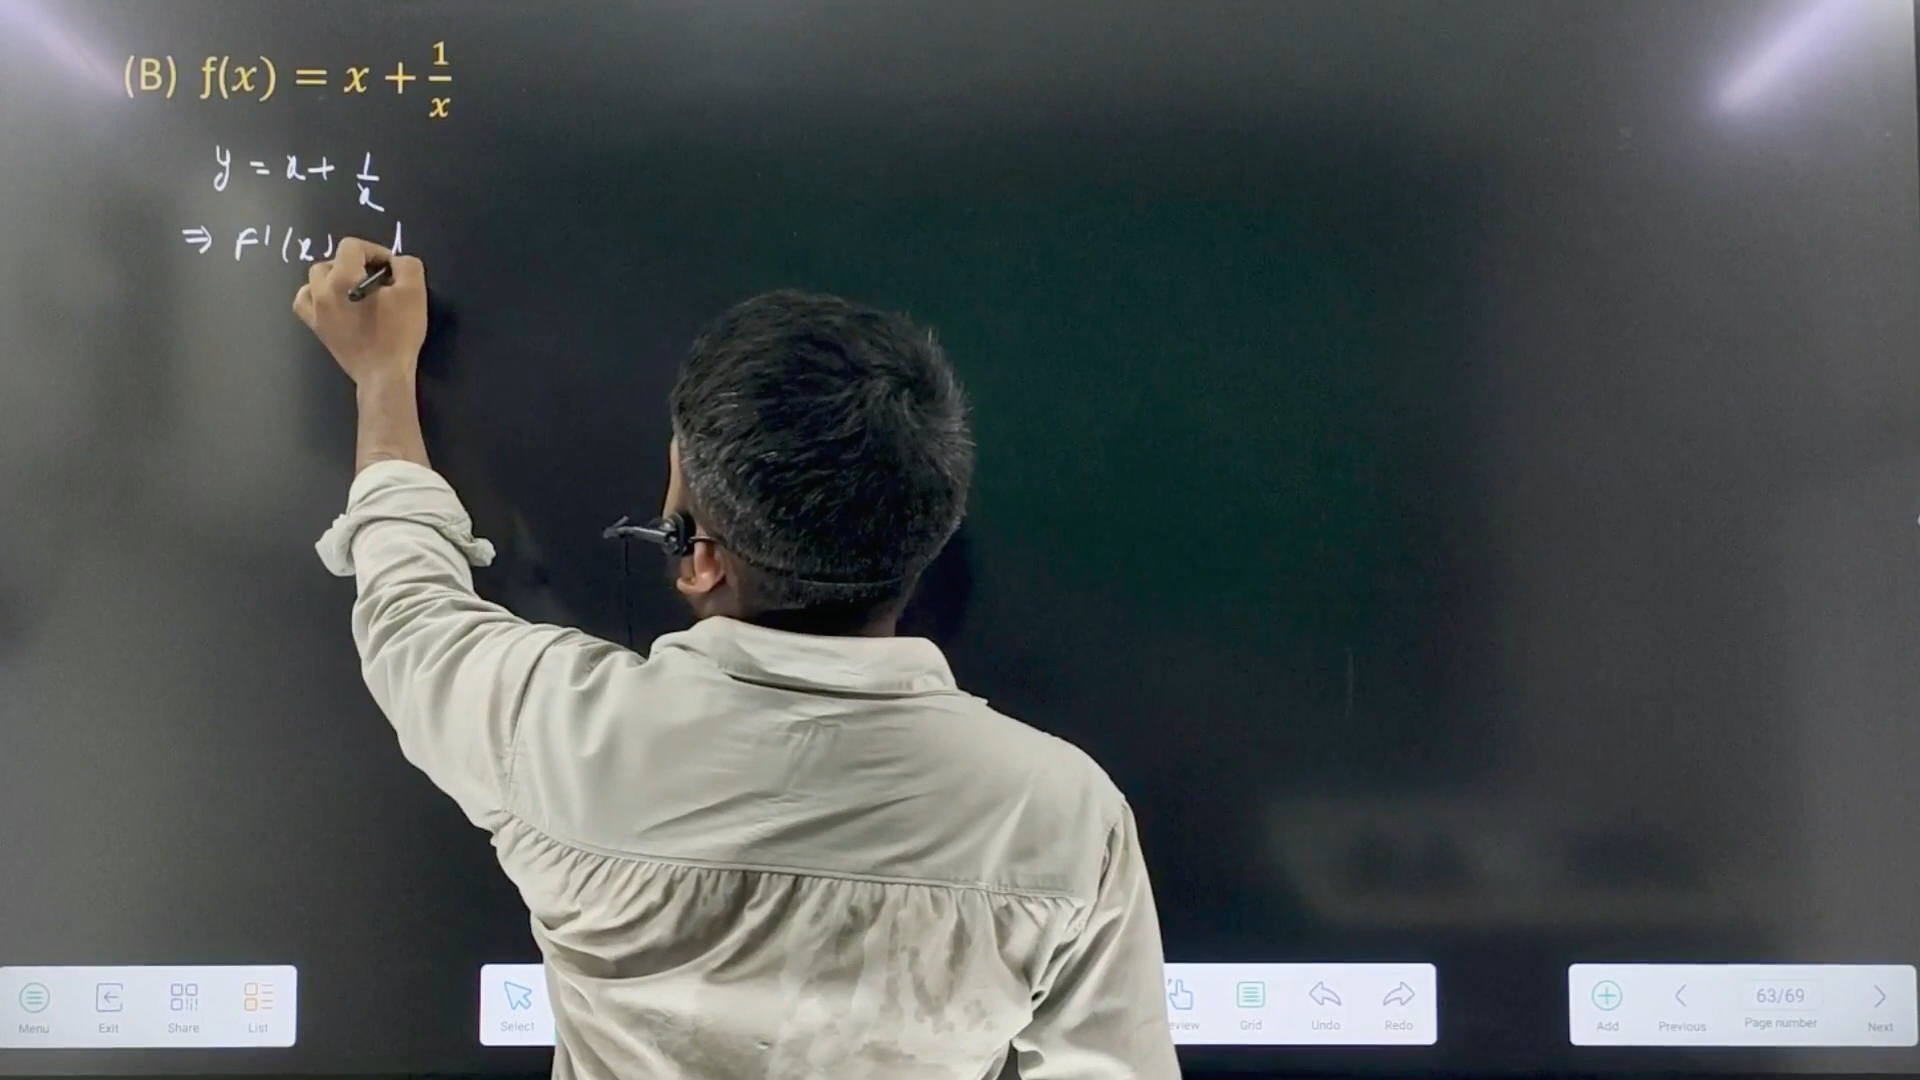 (B) f(x) = x + 1/x
y = x + 1/x
⇒ F'(x)
Menu Exit Share List
Select Grid Undo Redo
Add Previous 63/69 Page number Next